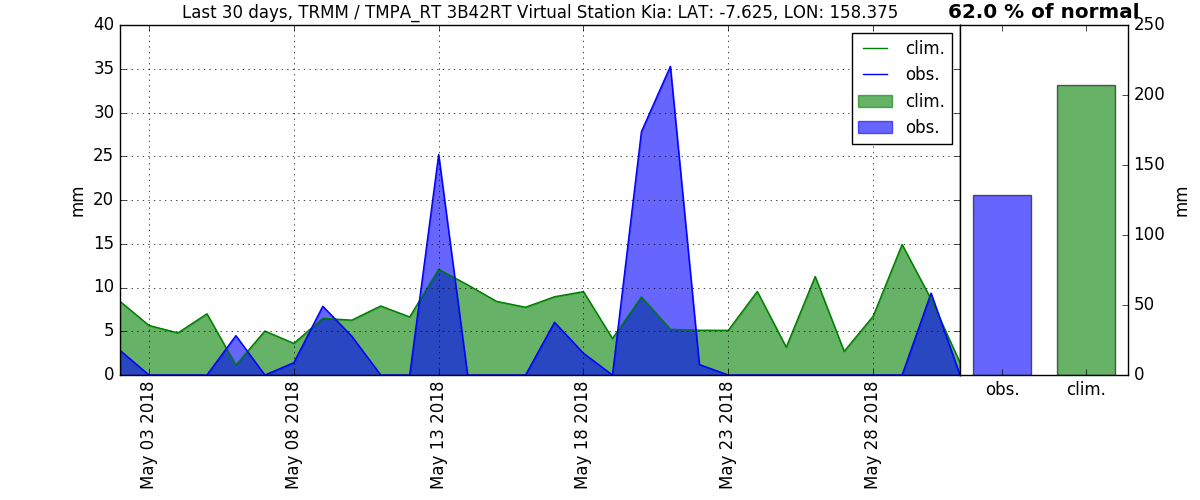 Last 30 days, TRMM / TMPA_RT 3B42RT Virtual Station Kia: LAT: -7.625, LON: 158.375
62.0 % of normal
40
35
30
25
20
15
10
5
0
mm
clim.
obs.
clim.
obs.
May 03 2018
May 08 2018
May 13 2018
May 18 2018
May 23 2018
May 28 2018
250
200
150
100
50
0
mm
obs.
clim.